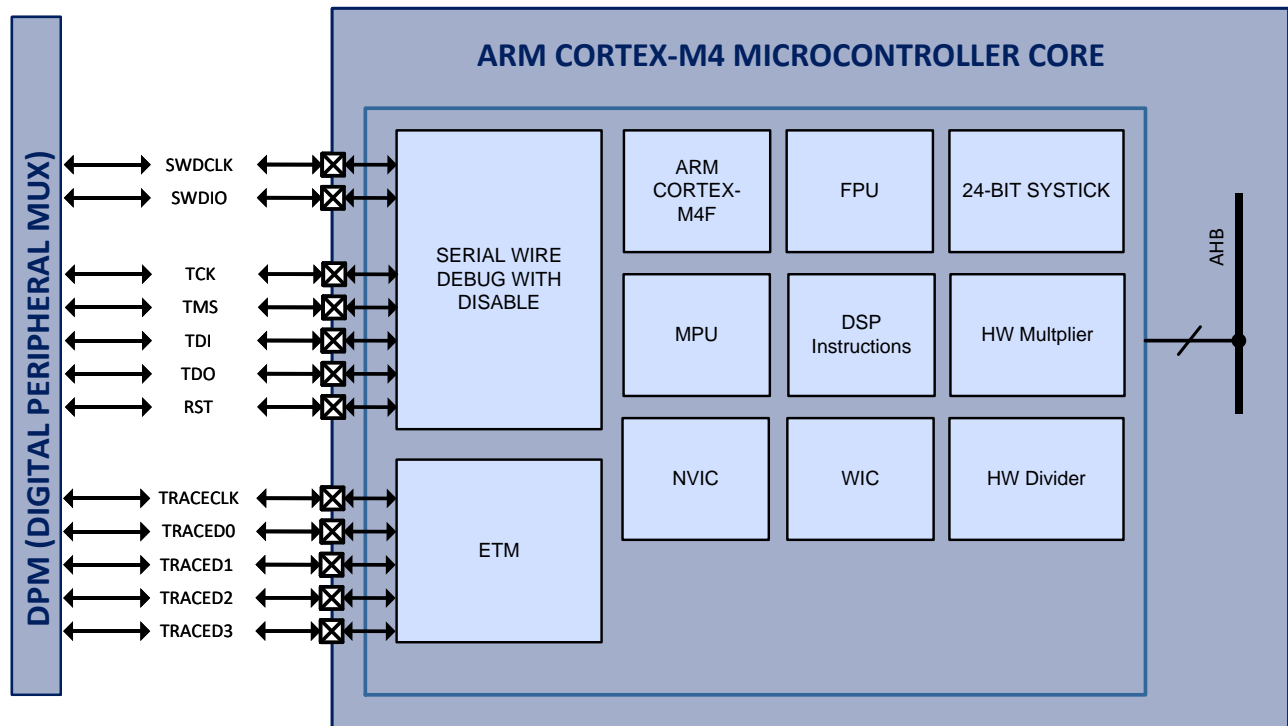 ARM CORTEX-M4 MICROCONTROLLER CORE
DPM (DIGITAL PERIPHERAL MUX)
SWDCLK
SWDIO
TCK
TMS
TDI
TDO
RST
TRACECLK
TRACED0
TRACED1
TRACED2
TRACED3
SERIAL WIRE
DEBUG WITH
DISABLE
ETM
ARM
CORTEX-
M4F
FPU
24-BIT SYSTICK
MPU
DSP
Instructions
HW Multplier
NVIC
WIC
HW Divider
AHB